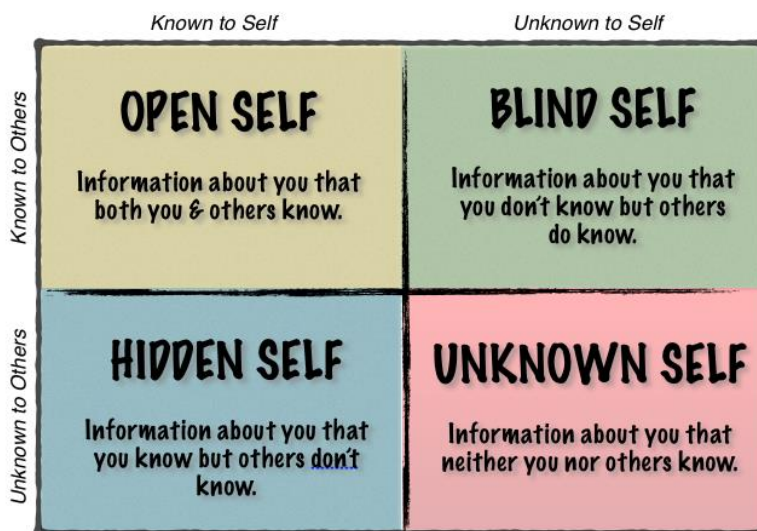 Known to Self
Unknown to Self
Known to Others
OPEN SELF
Information about you that
both you & others know.
BLIND SELF
Information about you that
you don't know but others
do know.
Unknown to Others
HIDDEN SELF
Information about you that
you know but others don't
know.
UNKNOWN SELF
Information about you that
neither you nor others know.